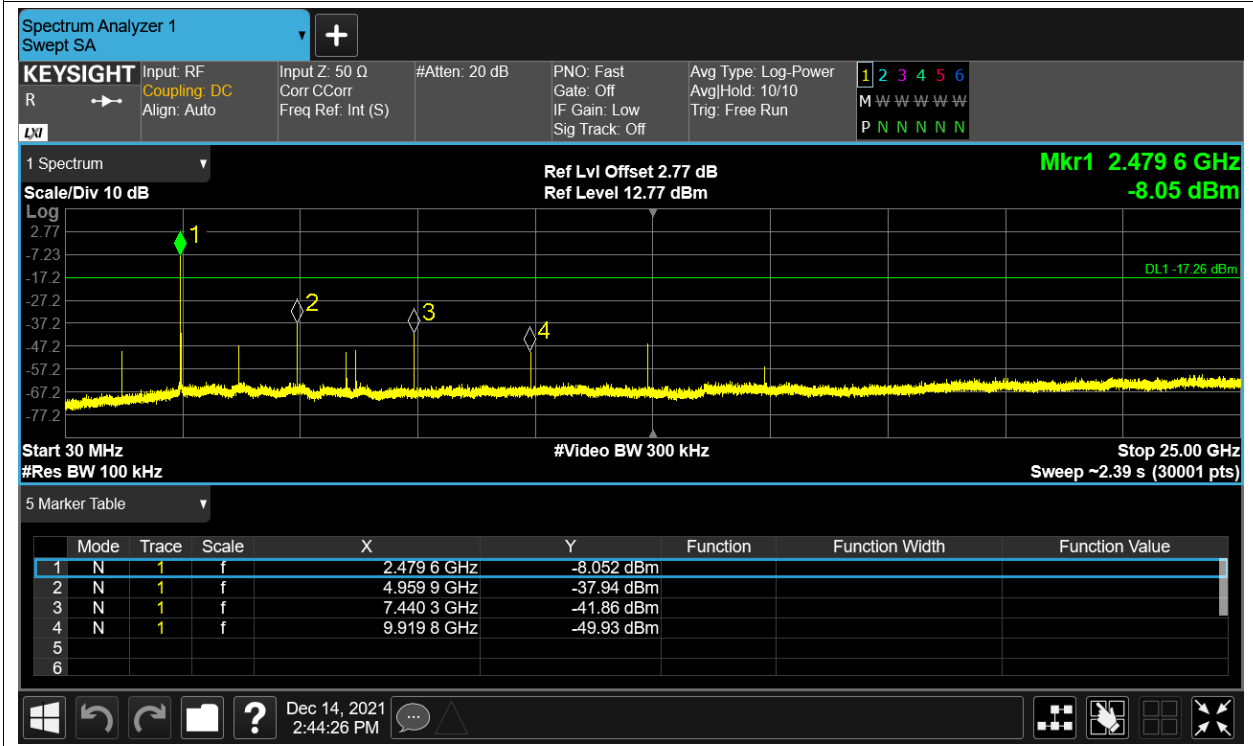 Spectrum Analyzer 1
Swept SA
+
KEYSIGHT
R
LXI
Input: RF
Coupling: DC
Align: Auto
Input Z: 50 Ω
Corr CCorr
Freq Ref: Int (S)
#Atten: 20 dB
PNO: Fast
Gate: Off
IF Gain: Low
Sig Track: Off
Avg Type: Log-Power
Avg|Hold: 10/10
Trig: Free Run
1 2 3 4 5 6
M W W W W W
P N N N N N
1 Spectrum
Scale/Div 10 dB
Ref Lvl Offset 2.77 dB
Ref Level 12.77 dBm
Mkr1 2.479 6 GHz
-8.05 dBm
Log
2.77
-7.23
-17.2
-27.2
-37.2
-47.2
-57.2
-67.2
-77.2
1
2
3
4
DL1 -17.26 dBm
Start 30 MHz
#Video BW 300 kHz
Stop 25.00 GHz
#Res BW 100 kHz
Sweep ~2.39 s (30001 pts)
5 Marker Table
Mode Trace Scale X Y Function Function Width Function Value
1 N 1 f 2.479 6 GHz -8.052 dBm
2 N 1 f 4.959 9 GHz -37.94 dBm
3 N 1 f 7.440 3 GHz -41.86 dBm
4 N 1 f 9.919 8 GHz -49.93 dBm
5
6
?
Dec 14, 2021
2:44:26 PM